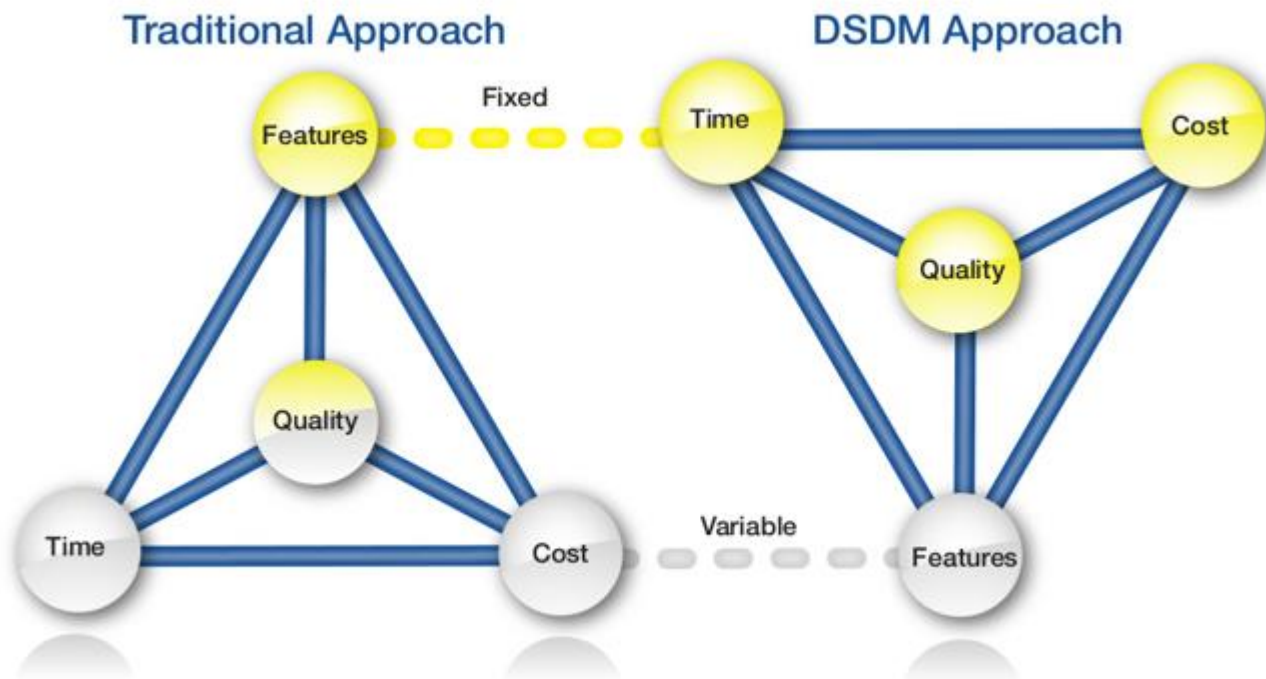 Traditional Approach
DSDM Approach
Features
Fixed
Time
Cost
Quality
Quality
Time
Cost
Variable
Features